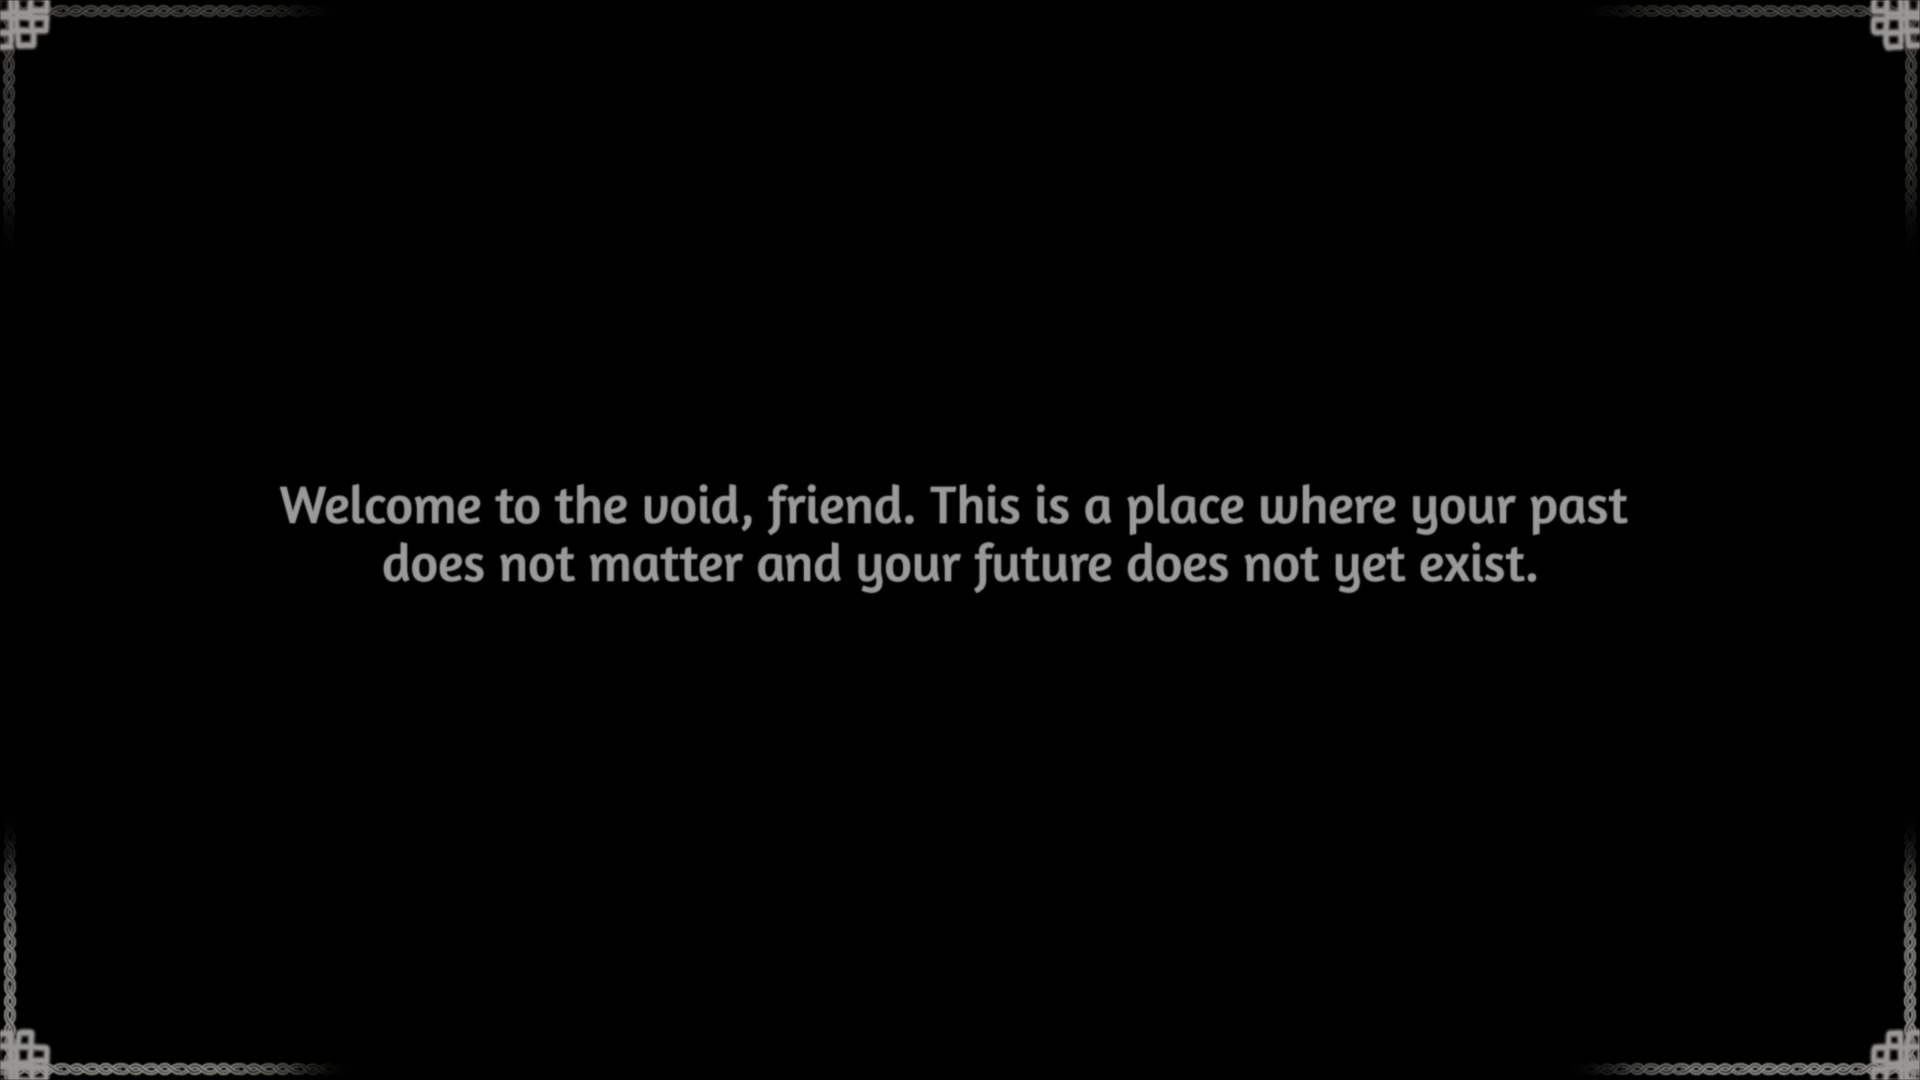 Welcome to the void, friend. This is a place where your past
does not matter and your future does not yet exist.